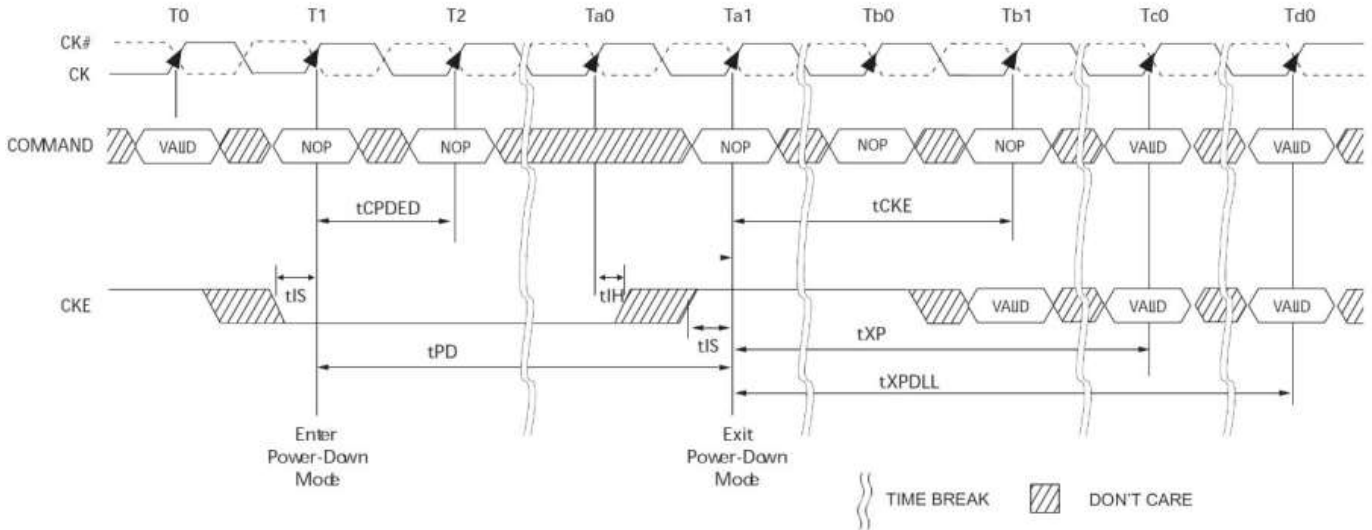 T0 T1 T2 Ta0 Ta1 Tb0 Tb1 Tc0 Td0
CK#
CK
COMMAND VALID NOP NOP NOP NOP NOP VALID VALID
tCPDED tCKE
tIS tIH
CKE VALID VALID VALID
tIS tXP
tPD
tXPDLL
Enter
Power-Down
Mode
Exit
Power-Down
Mode
TIME BREAK DON'T CARE